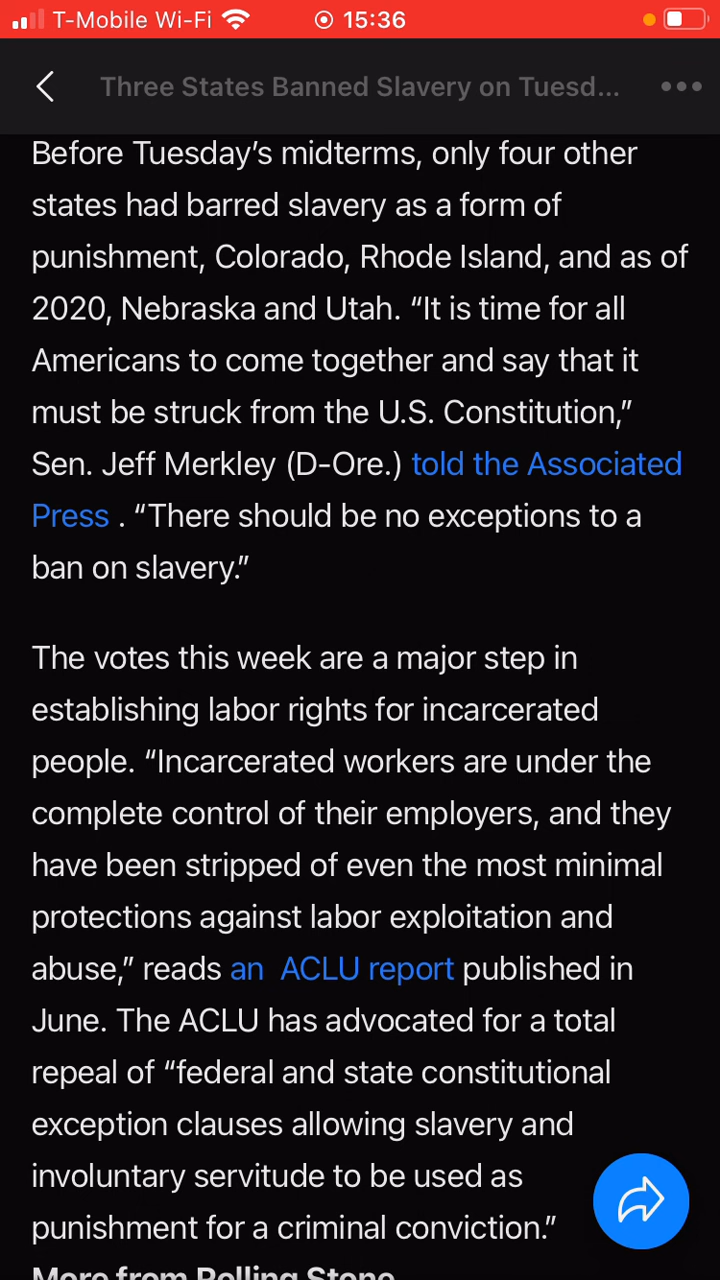 T-Mobile Wi-Fi 15:36
Three States Banned Slavery on Tuesd...
Before Tuesday’s midterms, only four other
states had barred slavery as a form of
punishment, Colorado, Rhode Island, and as of
2020, Nebraska and Utah. “It is time for all
Americans to come together and say that it
must be struck from the U.S. Constitution,”
Sen. Jeff Merkley (D-Ore.) told the Associated
Press . “There should be no exceptions to a
ban on slavery.”
The votes this week are a major step in
establishing labor rights for incarcerated
people. “Incarcerated workers are under the
complete control of their employers, and they
have been stripped of even the most minimal
protections against labor exploitation and
abuse,” reads an  ACLU report published in
June. The ACLU has advocated for a total
repeal of “federal and state constitutional
exception clauses allowing slavery and
involuntary servitude to be used as
punishment for a criminal conviction.”
More from Rolling Stone